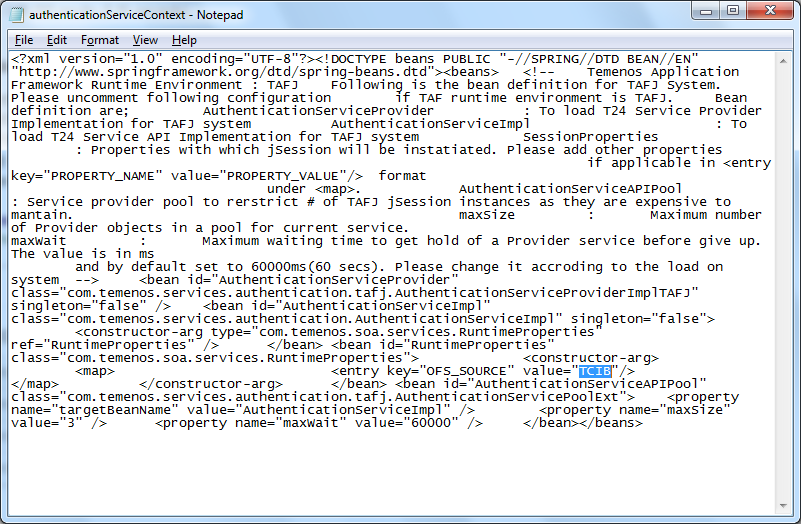 authenticationServiceContext - Notepad
File Edit Format View Help
<?xml version="1.0" encoding="UTF-8"?><!DOCTYPE beans PUBLIC "-//SPRING//DTD BEAN//EN"
"http://www.springframework.org/dtd/spring-beans.dtd"><beans> <!-- Temenos Application
Framework Runtime Environment : TAFJ Following is the bean definition for TAFJ System.
Please uncomment following configuration if TAF runtime environment is TAFJ. Bean
definition are; AuthenticationServiceProvider : To load T24 Service Provider
Implementation for TAFJ system AuthenticationServiceImpl : To
load T24 Service API Implementation for TAFJ system SessionProperties
: Properties with which jSession will be instatiated. Please add other properties
if applicable in <entry
key="PROPERTY_NAME" value="PROPERTY_VALUE"/> format
under <map>. AuthenticationServiceAPIPool
: Service provider pool to rerstrict # of TAFJ jSession instances as they are expensive to
mantain. maxSize : Maximum number
of Provider objects in a pool for current service.
maxWait : Maximum waiting time to get hold of a Provider service before give up.
The value is in ms
and by default set to 60000ms(60 secs). Please change it accroding to the load on
system --> <bean id="AuthenticationServiceProvider"
class="com.temenos.services.authentication.tafj.AuthenticationServiceProviderImplTAFJ"
singleton="false" /> <bean id="AuthenticationServiceImpl"
class="com.temenos.services.authentication.AuthenticationServiceImpl" singleton="false">
<constructor-arg type="com.temenos.soa.services.RuntimeProperties"
ref="RuntimeProperties" /> </bean> <bean id="RuntimeProperties"
class="com.temenos.soa.services.RuntimeProperties"> <constructor-arg>
<map> <entry key="OFS_SOURCE" value="TCIB"/>
</map> </constructor-arg> </bean> <bean id="AuthenticationServiceAPIPool"
class="com.temenos.services.authentication.tafj.AuthenticationServicePoolExt"> <property
name="targetBeanName" value="AuthenticationServiceImpl" /> <property name="maxSize"
value="3" /> <property name="maxWait" value="60000" /> </bean></beans>